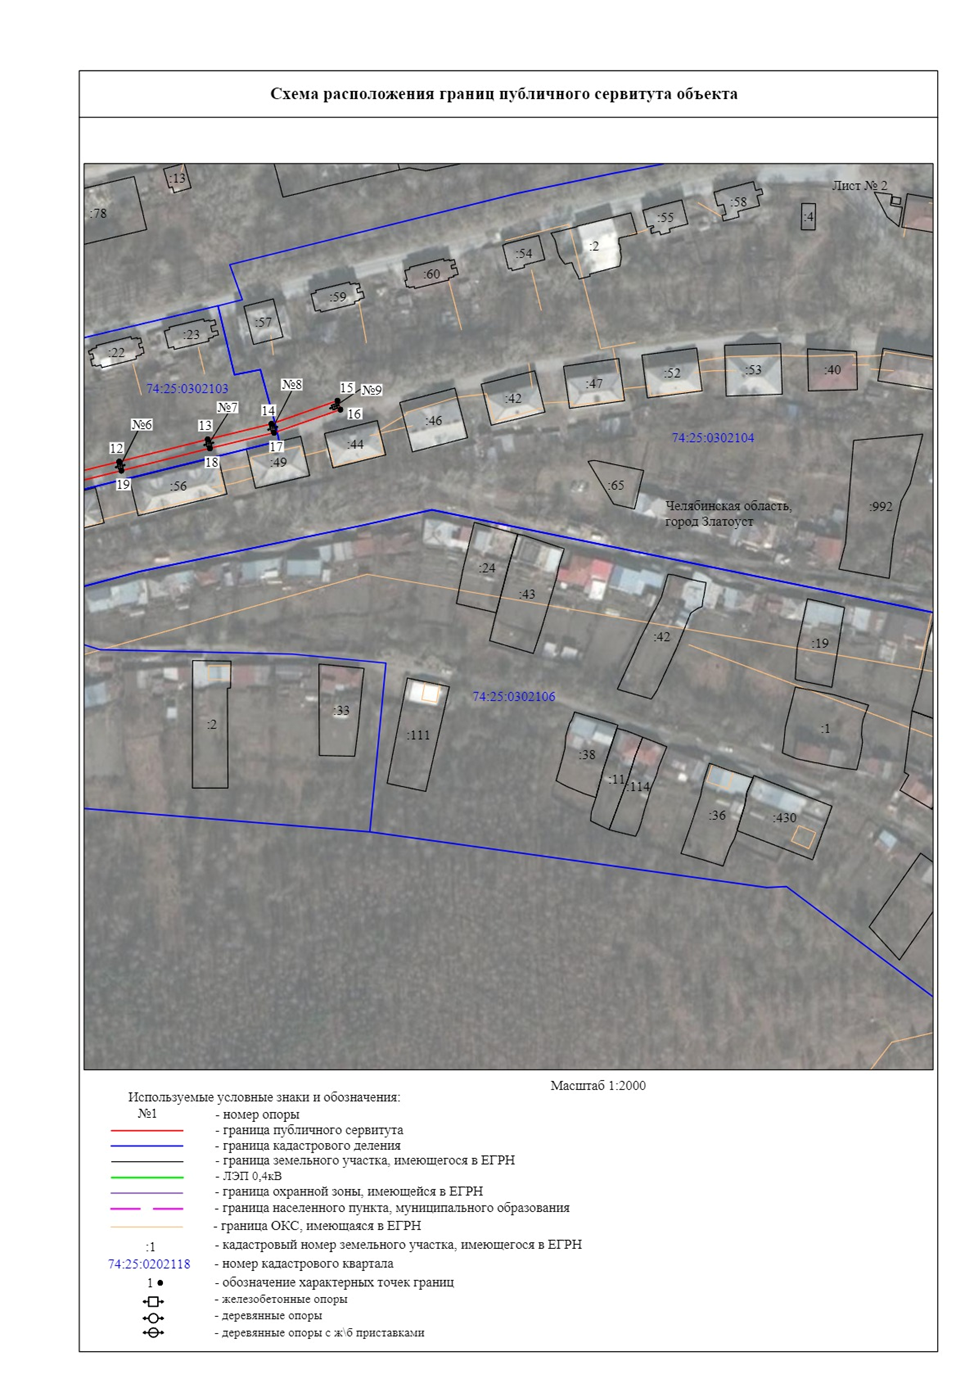 Схема расположения границ публичного сервитута объекта
Лист № 2
:13
:78
:58
:55
:4
:2
:54
:60
:59
:57
:23
:22
74:25:0302103
:53
:40
:52
:47
:42
:46
:44
:49
:56
№8
15
№9
№7
14
16
№6
13
12
17
18
19
74:25:0302104
:65
:992
Челябинская область,
город Златоуст
:24
:43
:42
:19
74:25:0302106
:2
:33
:111
:1
:38
:11
:114
:36
:430
Масштаб 1:2000
Используемые условные знаки и обозначения:
№1 - номер опоры
- граница публичного сервитута
- граница кадастрового деления
- граница земельного участка, имеющегося в ЕГРН
- ЛЭП 0,4кВ
- граница охранной зоны, имеющейся в ЕГРН
- граница населенного пункта, муниципального образования
- граница ОКС, имеющаяся в ЕГРН
:1 - кадастровый номер земельного участка, имеющегося в ЕГРН
74:25:0202118 - номер кадастрового квартала
1 - обозначение характерных точек границ
- железобетонные опоры
- деревянные опоры
- деревянные опоры с ж\б приставками